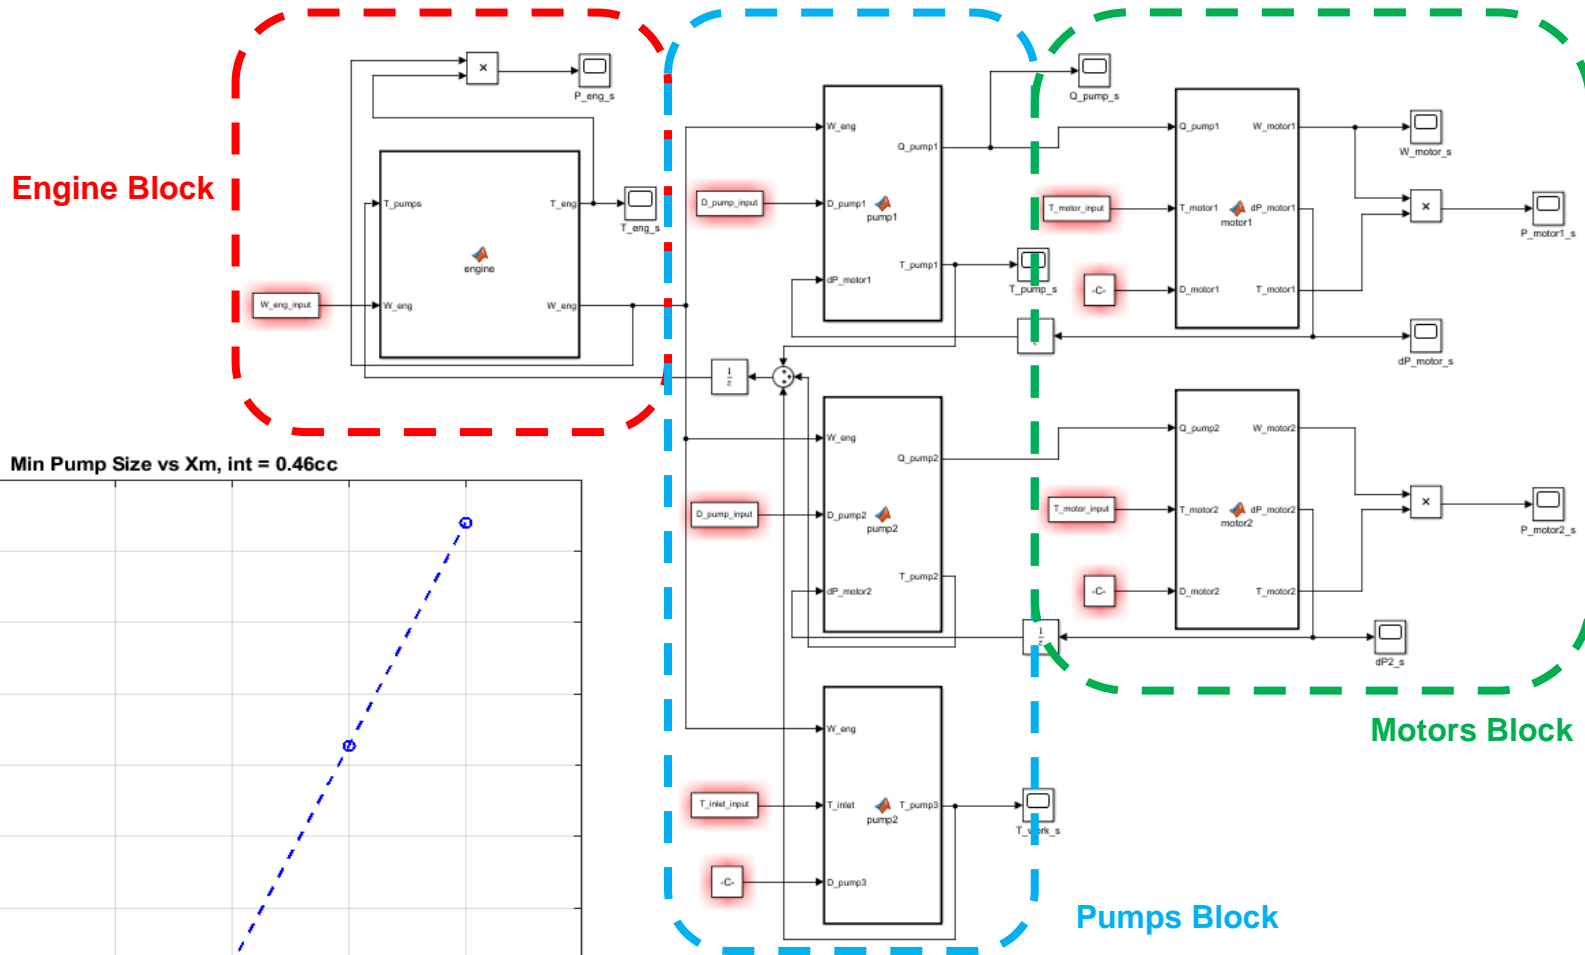 Engine Block
×
P_eng_s
T_pumps
T_eng
T_eng_s
engine
W_eng_input
W_eng
W_eng
W_eng
Q_pump1
D_pump_input
D_pump1
pump1
T_pump1
dP_motor1
T_pump_s
Q_pump_s
Q_pump1
W_motor1
W_motor_s
T_motor_input
T_motor1
dP_motor1
motor1
×
P_motor1_s
-C-
D_motor1
T_motor1
dP_motor_s
1
z
W_eng
Q_pump2
D_pump_input
D_pump2
pump2
T_pump2
dP_motor2
Q_pump2
W_motor2
T_motor_input
T_motor2
dP_motor2
motor2
×
P_motor2_s
-C-
D_motor2
T_motor2
1
z
dP2_s
Motors Block
W_eng
T_inlet_input
T_inlet
T_pump3
pump2
-C-
D_pump3
Pumps Block
Min Pump Size vs Xm, int = 0.46cc